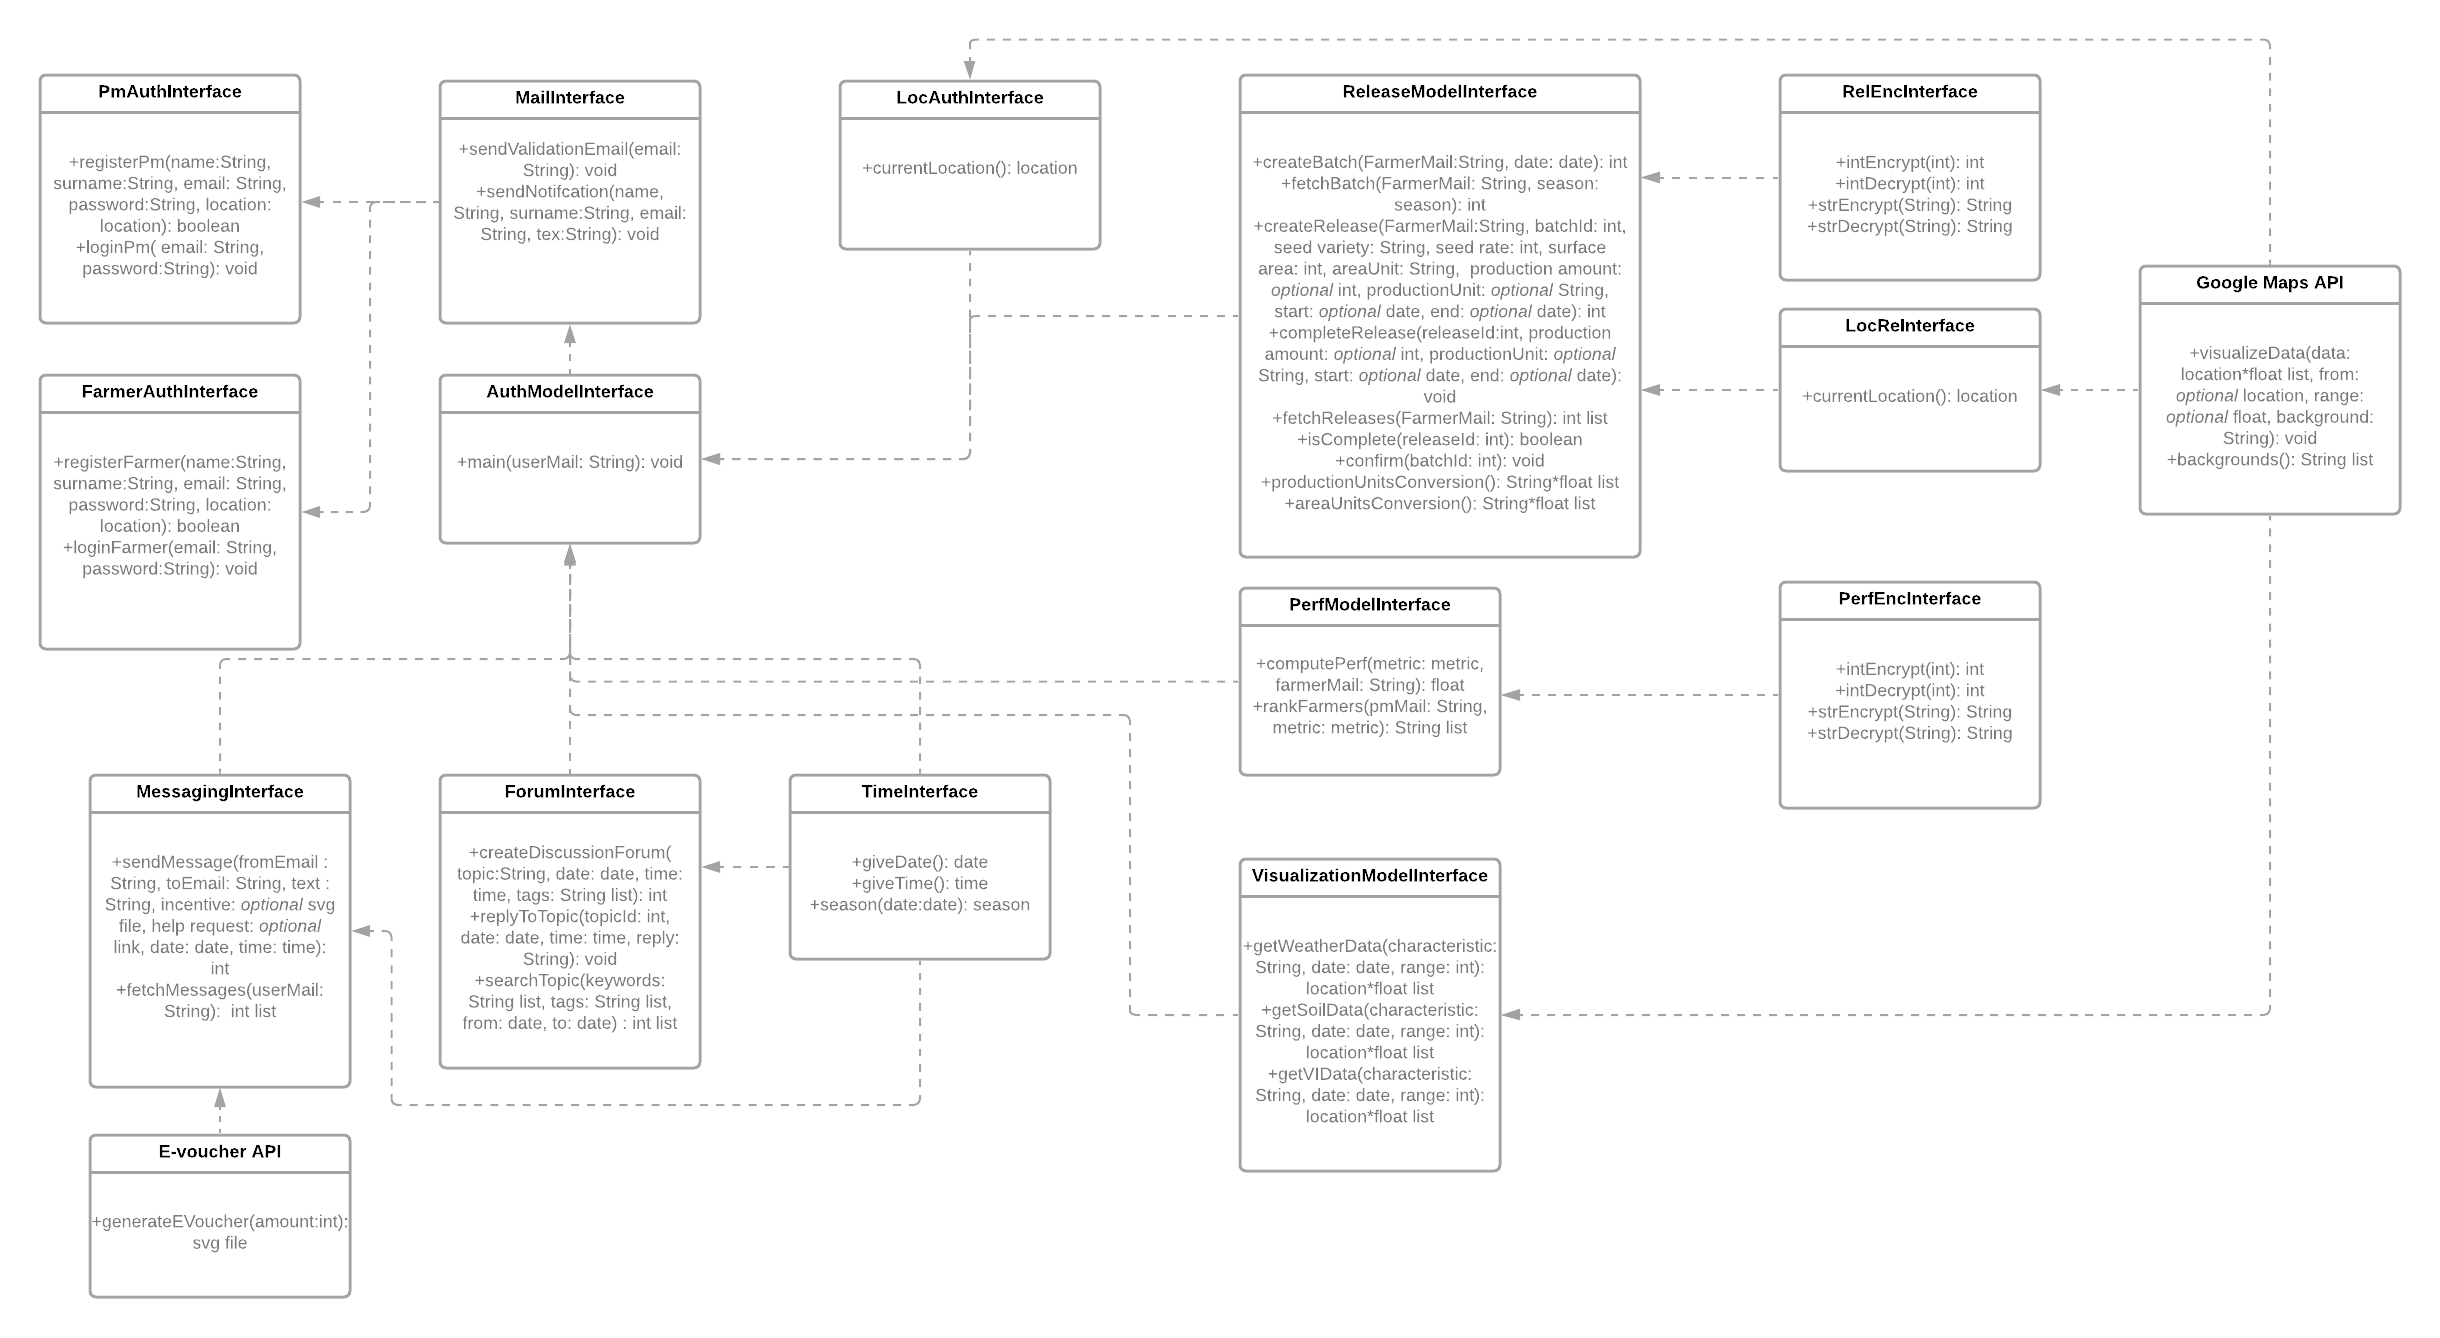 PmAuthInterface
+registerPm(name:String,
surname:String, email: String,
password:String, location:
location): boolean
+loginPm( email: String,
password:String): void
MailInterface
+sendValidationEmail(email:
String): void
+sendNotifcation(name,
String, surname:String, email:
String, tex:String): void
LocAuthInterface
+currentLocation(): location
ReleaseModelInterface
+createBatch(FarmerMail:String, date: date): int
+fetchBatch(FarmerMail: String, season:
season): int
+createRelease(FarmerMail:String, batchId: int,
seed variety: String, seed rate: int, surface
area: int, areaUnit: String,  production amount:
optional int, productionUnit: optional String,
start: optional date, end: optional date): int
+completeRelease(releaseId:int, production
amount: optional int, productionUnit: optional
String, start: optional date, end: optional date):
void
+fetchReleases(FarmerMail: String): int list
+isComplete(releaseId: int): boolean
+confirm(batchId: int): void
+productionUnitsConversion(): String*float list
+areaUnitsConversion(): String*float list
RelEncInterface
+intEncrypt(int): int
+intDecrypt(int): int
+strEncrypt(String): String
+strDecrypt(String): String
Google Maps API
+visualizeData(data:
location*float list, from:
optional location, range:
optional float, background:
String): void
+backgrounds(): String list
LocReInterface
+currentLocation(): location
FarmerAuthInterface
+registerFarmer(name:String,
surname:String, email: String,
password:String, location:
location): boolean
+loginFarmer(email: String,
password:String): void
AuthModelInterface
+main(userMail: String): void
PerfModelInterface
+computePerf(metric: metric,
farmerMail: String): float
+rankFarmers(pmMail: String,
metric: metric): String list
PerfEncInterface
+intEncrypt(int): int
+intDecrypt(int): int
+strEncrypt(String): String
+strDecrypt(String): String
MessagingInterface
+sendMessage(fromEmail :
String, toEmail: String, text :
String, incentive: optional svg
file, help request: optional
link, date: date, time: time):
int
+fetchMessages(userMail:
String):  int list
ForumInterface
+createDiscussionForum(
topic:String, date: date, time:
time, tags: String list): int
+replyToTopic(topicId: int,
date: date, time: time, reply:
String): void
+searchTopic(keywords:
String list, tags: String list,
from: date, to: date) : int list
TimeInterface
+giveDate(): date
+giveTime(): time
+season(date:date): season
VisualizationModelInterface
+getWeatherData(characteristic:
String, date: date, range: int):
location*float list
+getSoilData(characteristic:
String, date: date, range: int):
location*float list
+getVIData(characteristic:
String, date: date, range: int):
location*float list
E-voucher API
+generateEVoucher(amount:int):
svg file